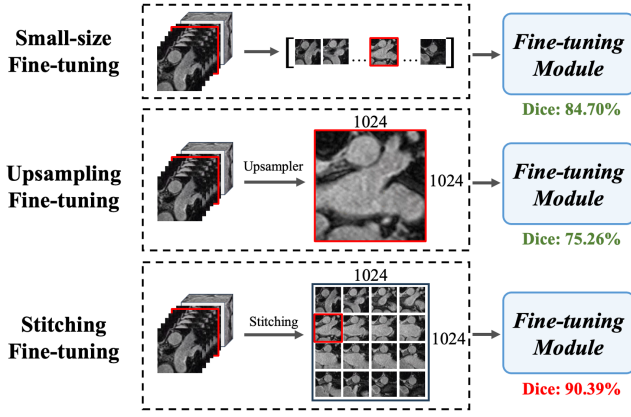 Small-size
Fine-tuning
[ ... ... ]
Fine-tuning
Module
Dice: 84.70%
Upsampling
Fine-tuning
Upsampler
1024
1024
Fine-tuning
Module
Dice: 75.26%
Stitching
Fine-tuning
Stitching
1024
1024
Fine-tuning
Module
Dice: 90.39%